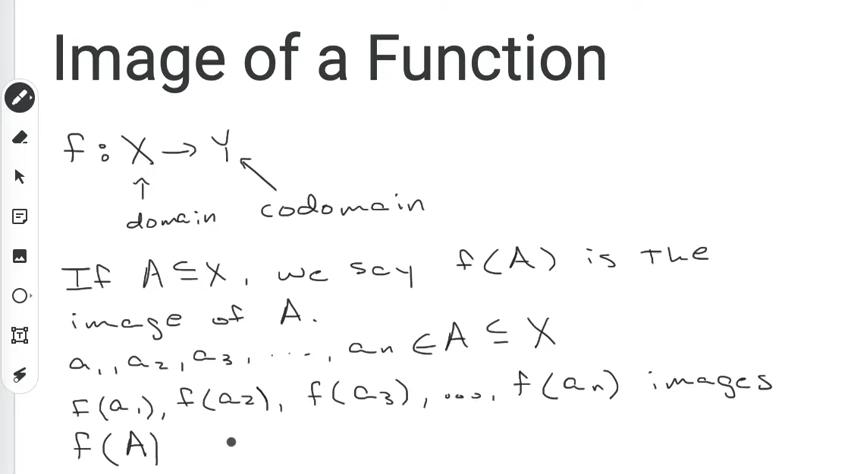 Image of a Function
f : X → Y
domain
codomain
If A ⊆ X, we say f(A) is the
image of A.
a₁, a₂, a₃, ..., an ∈ A ⊆ X
f(a₁), f(a₂), f(a₃), ..., f(an) images
f(A)